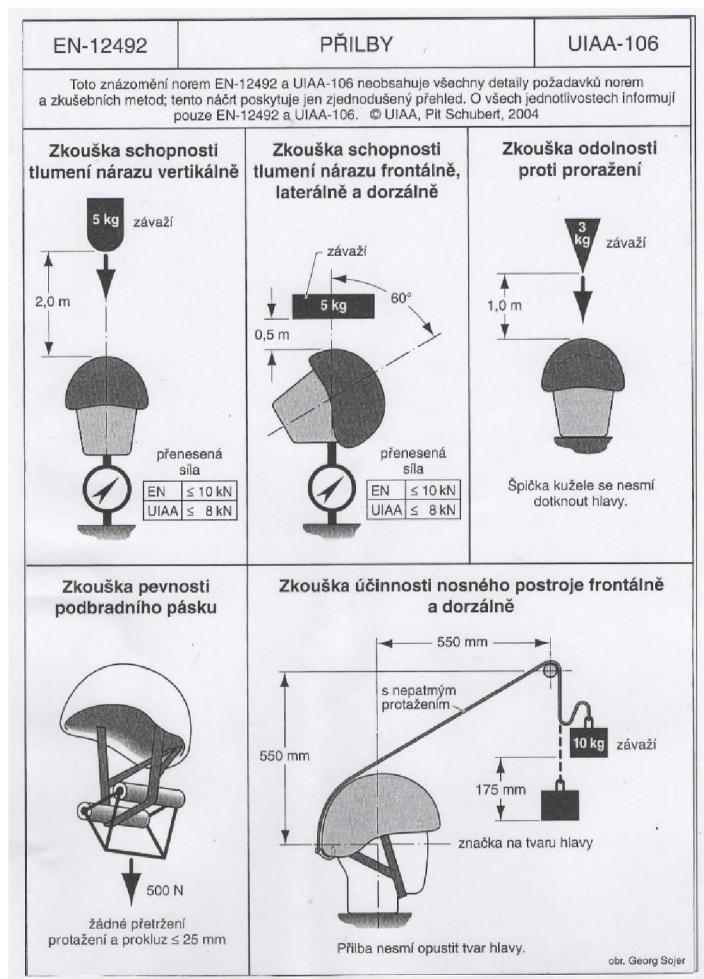 EN-12492
PŘILBY
UIAA-106
Toto znázornění norem EN-12492 a UIAA-106 neobsahuje všechny detaily požadavků norem
a zkušebních metod; tento náčrt poskytuje jen zjednodušený přehled. O všech jednotlivostech informují
pouze EN-12492 a UIAA-106. © UIAA, Pit Schubert, 2004
Zkouška schopnosti
tlumení nárazu vertikálně
5 kg
závaží
2,0 m
přenesená
síla
EN ≤ 10 kN
UIAA ≤ 8 kN
Zkouška schopnosti
tlumení nárazu frontálně,
laterálně a dorzálně
závaží
5 kg
60°
0,5 m
přenesená
síla
EN ≤ 10 kN
UIAA ≤ 8 kN
Zkouška odolnosti
proti proražení
3
kg
závaží
1,0 m
Špička kužele se nesmí
dotknout hlavy.
Zkouška pevnosti
podbradního pásku
500 N
žádné přetržení
protažení a prokluz ≤ 25 mm
Zkouška účinnosti nosného postroje frontálně
a dorzálně
550 mm
s nepatrným
protažením
10 kg
závaží
550 mm
175 mm
značka na tvaru hlavy
Přilba nesmí opustit tvar hlavy.
obr. Georg Sojer